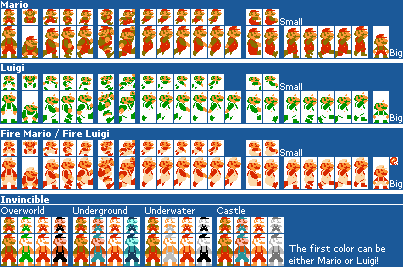 Mario
Small
Big
Luigi
Small
Big
Fire Mario / Fire Luigi
Small
Big
Invincible
Overworld Underground Underwater Castle
The first color can be
either Mario or Luigi!